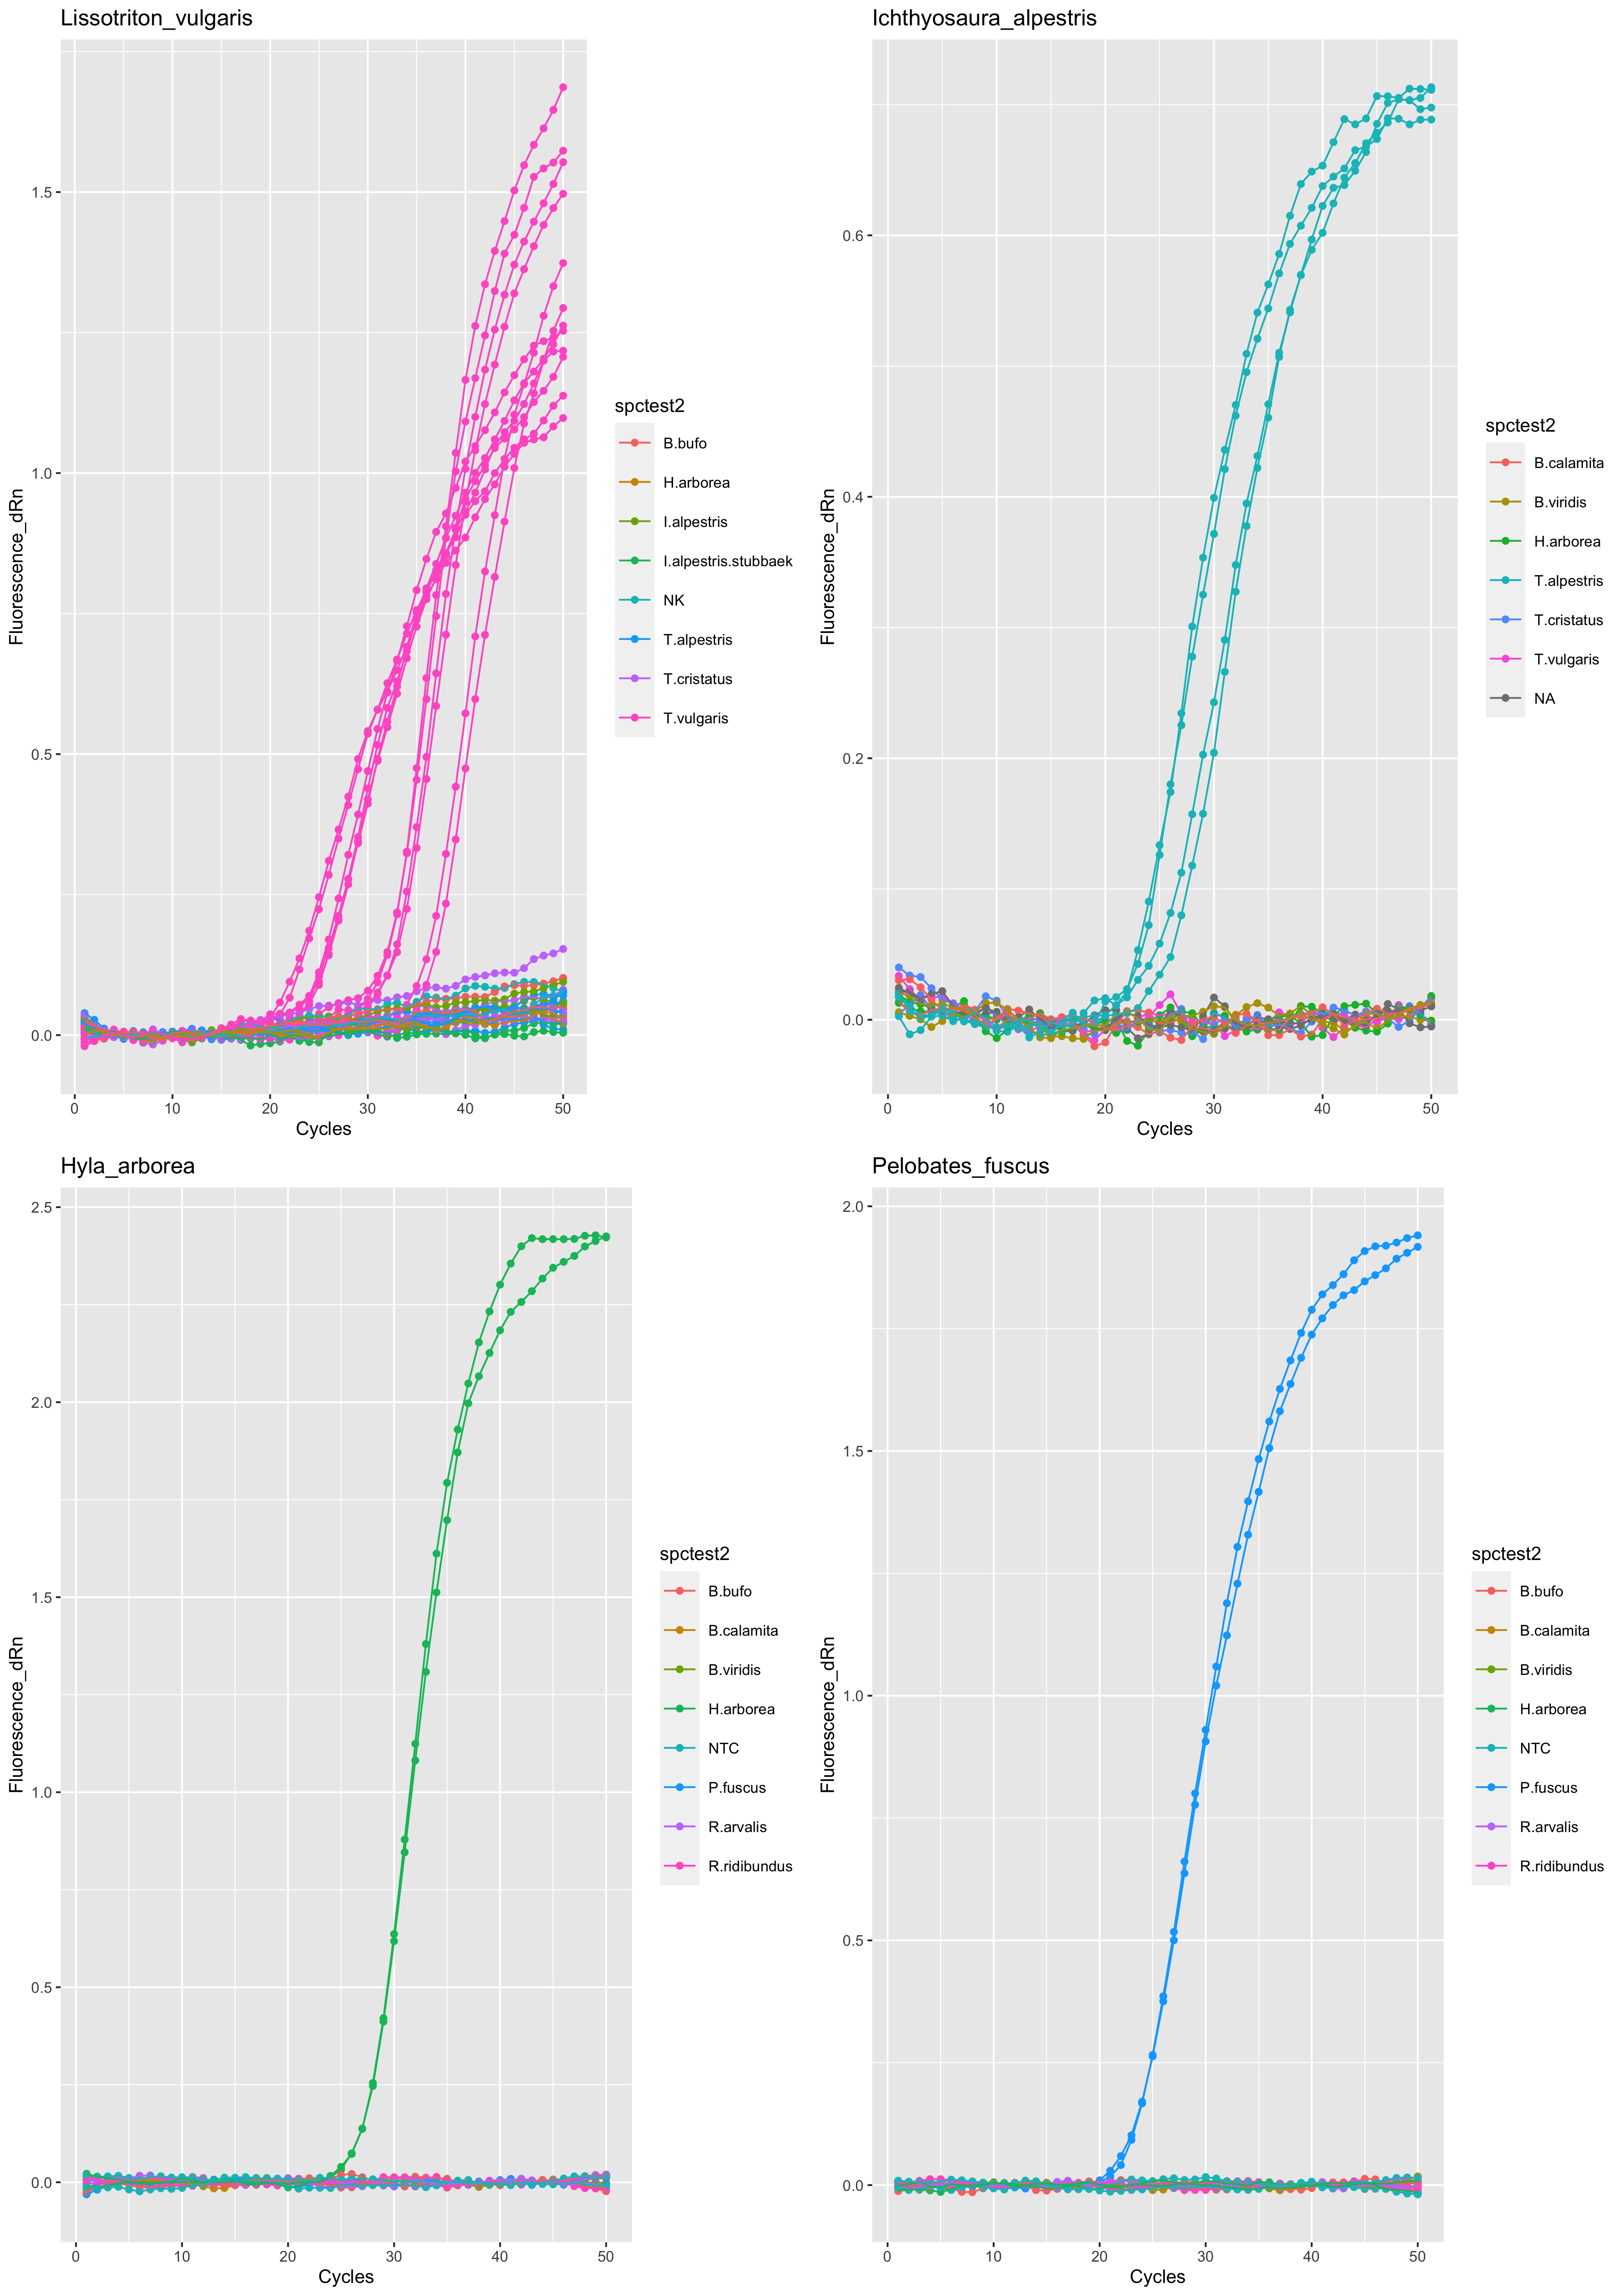 Lissotriton_vulgaris
1.5
1.0
0.5
0.0
Fluorescence_dRn
0 10 20 30 40 50
Cycles
spctest2
B.bufo
H.arborea
I.alpestris
I.alpestris.stubbaek
NK
T.alpestris
T.cristatus
T.vulgaris
Ichthyosaura_alpestris
0.6
0.4
0.2
0.0
Fluorescence_dRn
0 10 20 30 40 50
Cycles
spctest2
B.calamita
B.viridis
H.arborea
T.alpestris
T.cristatus
T.vulgaris
NA
Hyla_arborea
2.5
2.0
1.5
1.0
0.5
0.0
Fluorescence_dRn
0 10 20 30 40 50
Cycles
spctest2
B.bufo
B.calamita
B.viridis
H.arborea
NTC
P.fuscus
R.arvalis
R.ridibundus
Pelobates_fuscus
2.0
1.5
1.0
0.5
0.0
Fluorescence_dRn
0 10 20 30 40 50
Cycles
spctest2
B.bufo
B.calamita
B.viridis
H.arborea
NTC
P.fuscus
R.arvalis
R.ridibundus